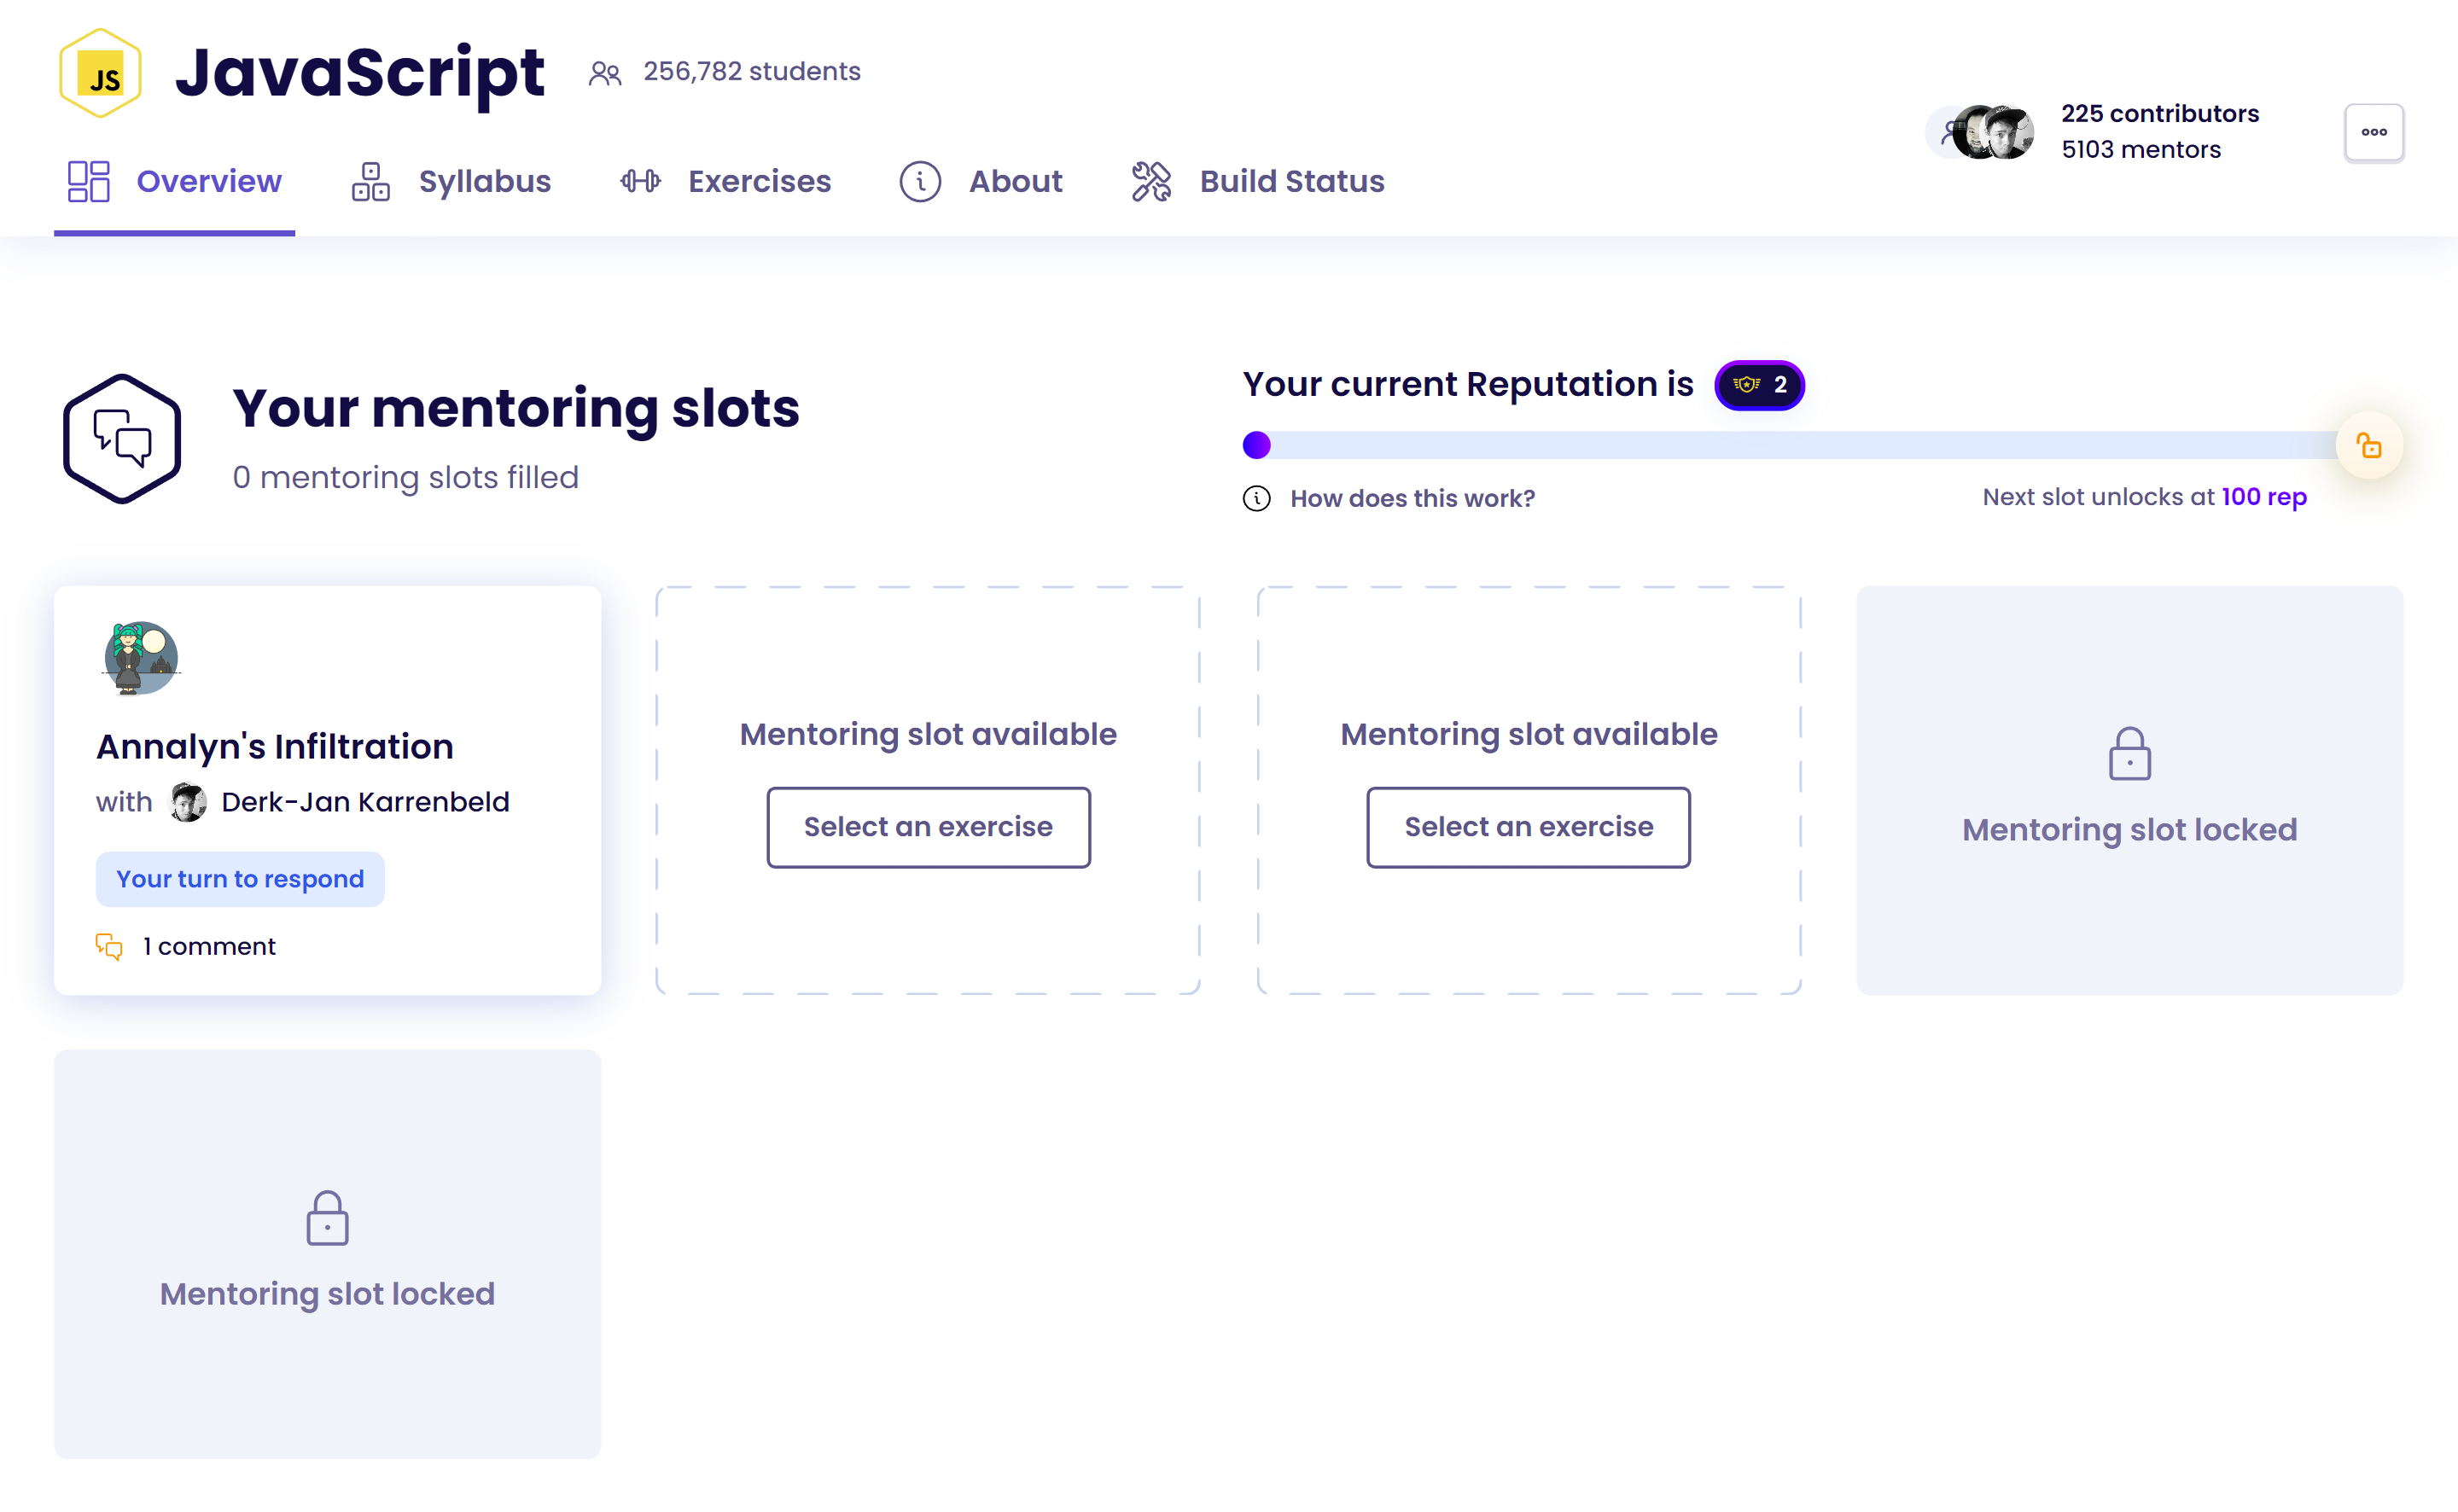 JS
JavaScript
256,782 students
225 contributors
5103 mentors
Overview
Syllabus
Exercises
About
Build Status
Your mentoring slots
0 mentoring slots filled
Your current Reputation is 2
How does this work?
Next slot unlocks at 100 rep
Annalyn's Infiltration
with Derk-Jan Karrenbeld
Your turn to respond
1 comment
Mentoring slot available
Select an exercise
Mentoring slot available
Select an exercise
Mentoring slot locked
Mentoring slot locked